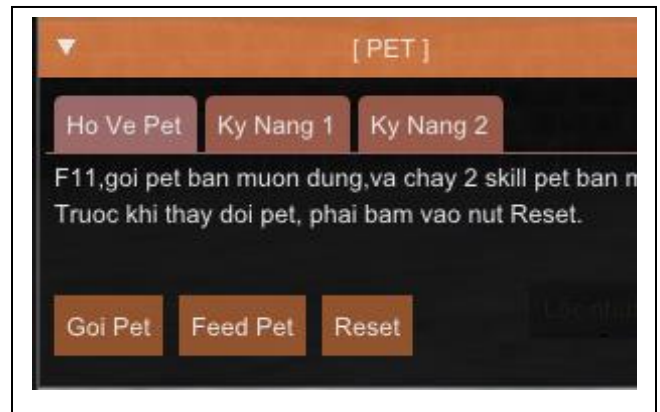 [ PET ]
Ho Ve Pet Ky Nang 1 Ky Nang 2
F11,goi pet ban muon dung,va chay 2 skill pet ban
Truoc khi thay doi pet, phai bam vao nut Reset.
Goi Pet Feed Pet Reset